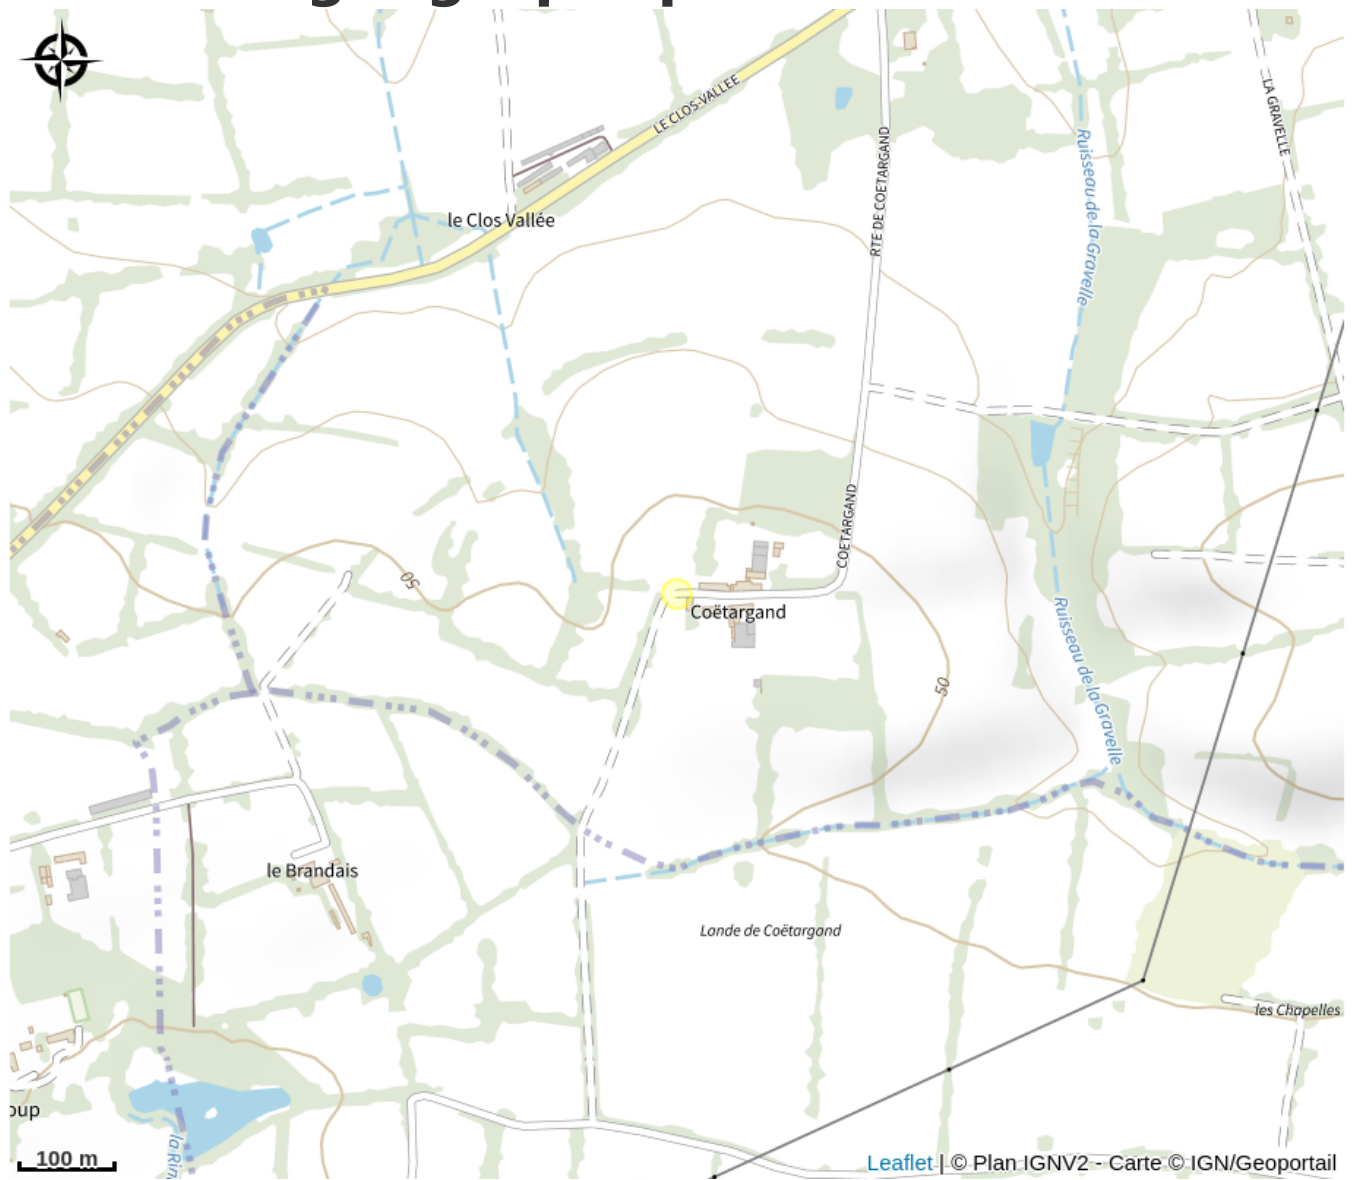 LE CLOS-VALLEE
LA GRAVELLE
RTE DE COETARGAND
Ruisseau de la Gravelle
le Clos Vallée
COETARGAND
50
Coëtargand
Ruisseau de la Gravelle
50
le Brandais
Lande de Coëtargand
les Chapelles
oup
la Rin
100 m
Leaflet | © Plan IGNV2 - Carte © IGN/Geoportail